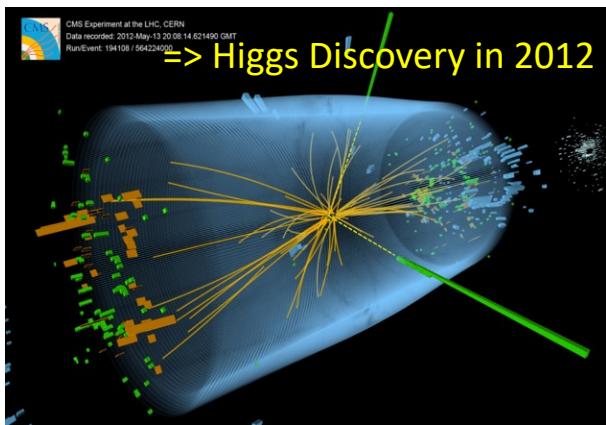 CMS
CMS Experiment at the LHC, CERN
Data recorded: 2012-May-13 20:08:14.621490 GMT
Run/Event: 194108 / 564224000
=> Higgs Discovery in 2012